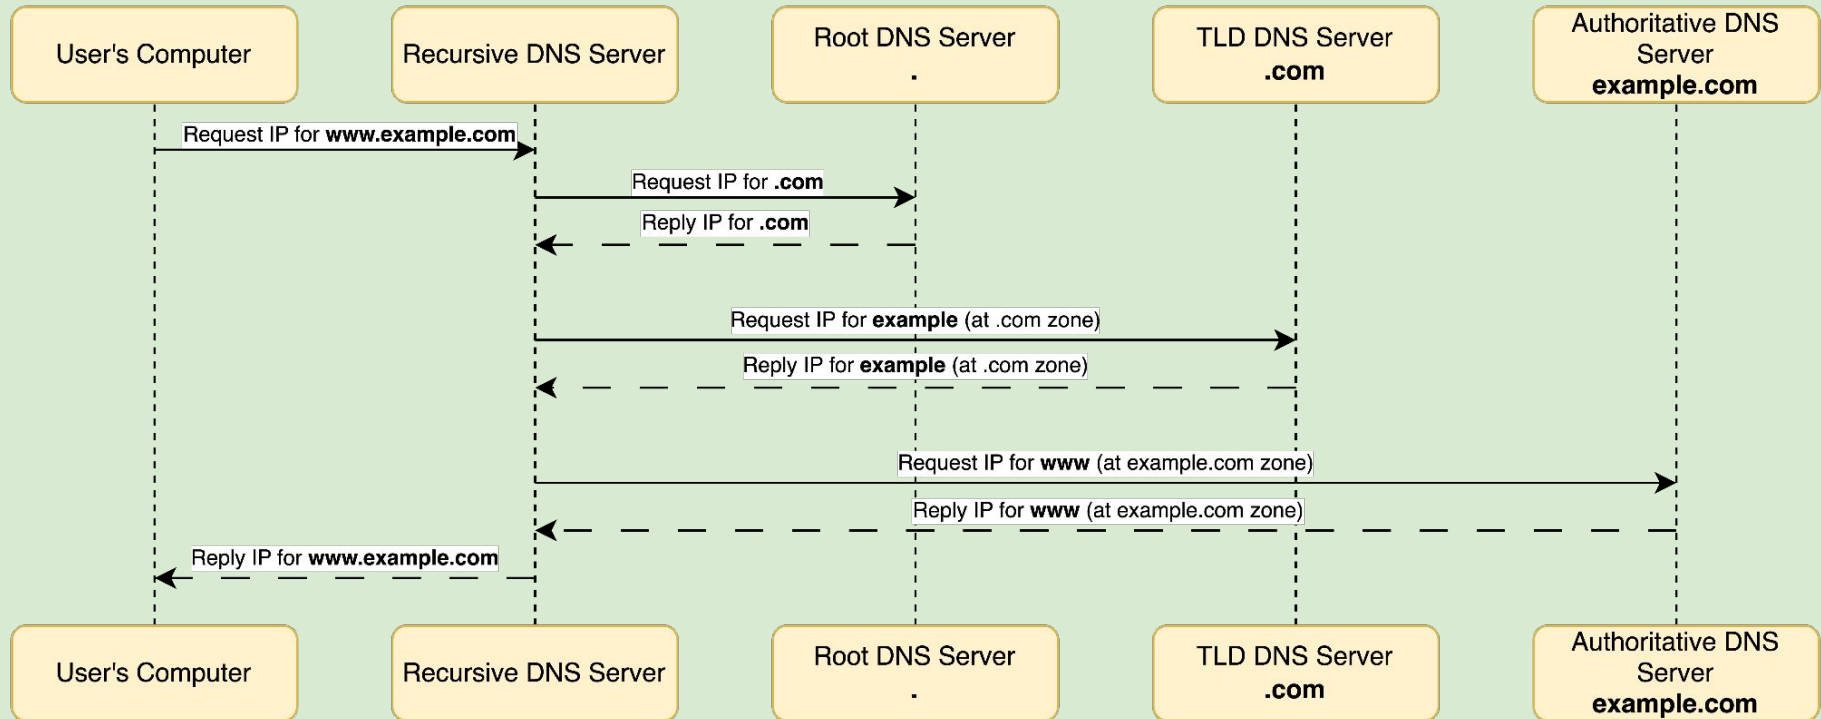 User's Computer
Recursive DNS Server
Root DNS Server
.
TLD DNS Server
.com
Authoritative DNS
Server
example.com
Request IP for www.example.com
Request IP for .com
Reply IP for .com
Request IP for example (at .com zone)
Reply IP for example (at .com zone)
Request IP for www (at example.com zone)
Reply IP for www (at example.com zone)
Reply IP for www.example.com
User's Computer
Recursive DNS Server
Root DNS Server
.
TLD DNS Server
.com
Authoritative DNS
Server
example.com